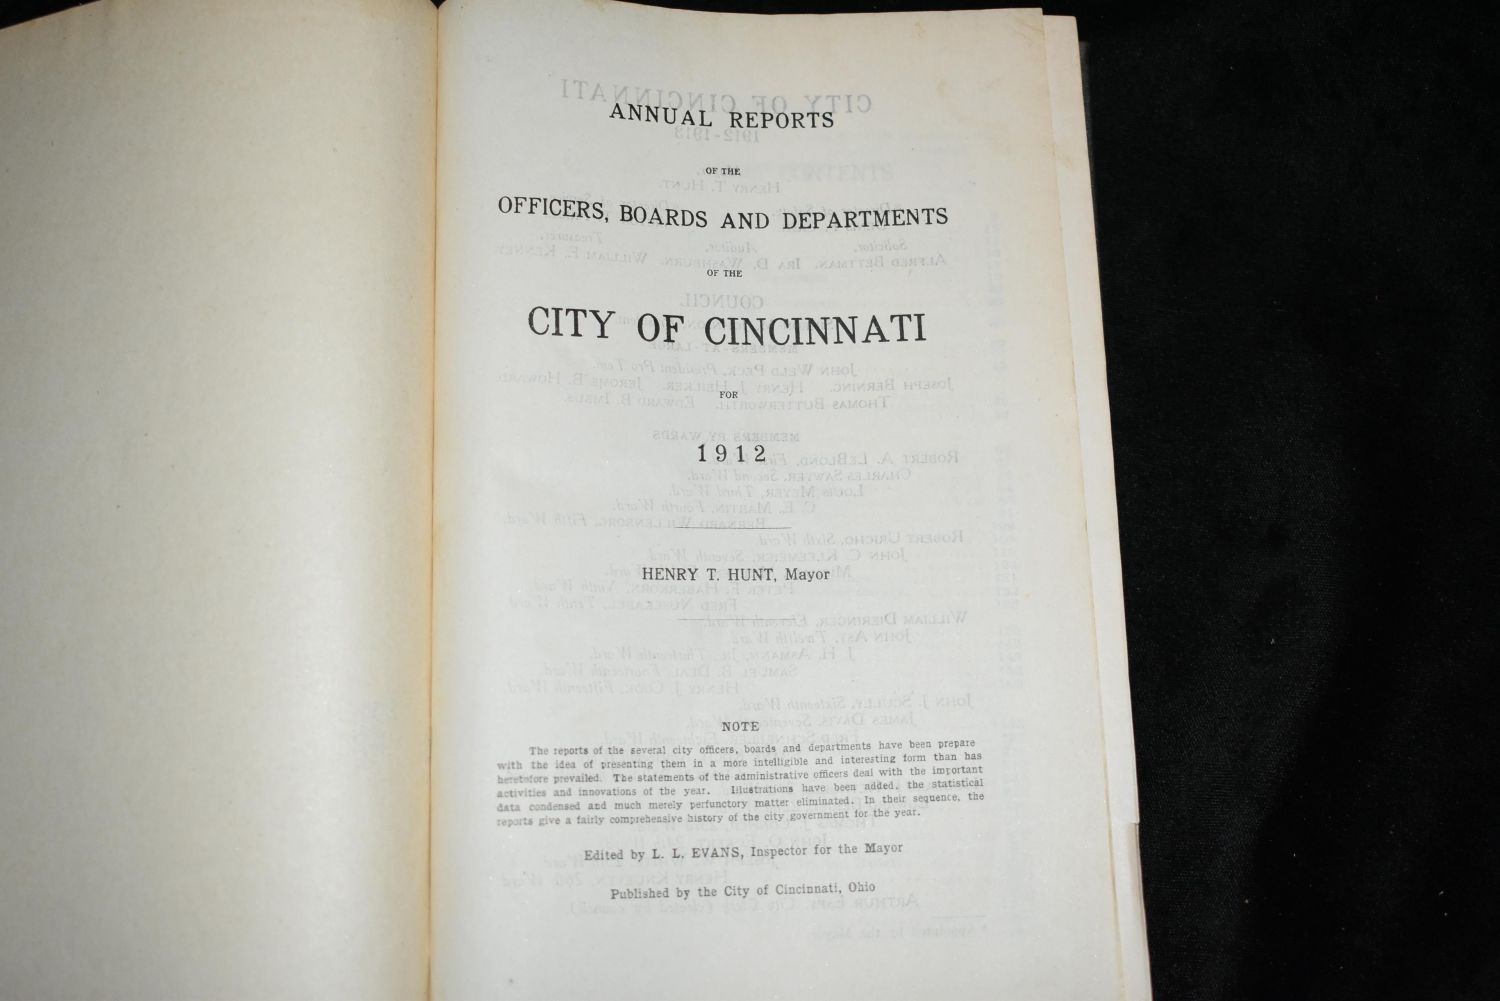 ANNUAL REPORTS
OF THE
OFFICERS, BOARDS AND DEPARTMENTS
OF THE
CITY OF CINCINNATI
FOR
1912
HENRY T. HUNT, Mayor
NOTE
The reports of the several city officers, boards and departments have been prepare
with the idea of presenting them in a more intelligible and interesting form than has
heretofore prevailed. The statements of the administrative officers deal with the important
activities and innovations of the year. Illustrations have been added, the statistical
data condensed and much merely perfunctory matter eliminated. In their sequence, the
reports give a fairly comprehensive history of the city government for the year.
Edited by L. L. EVANS, Inspector for the Mayor
Published by the City of Cincinnati, Ohio